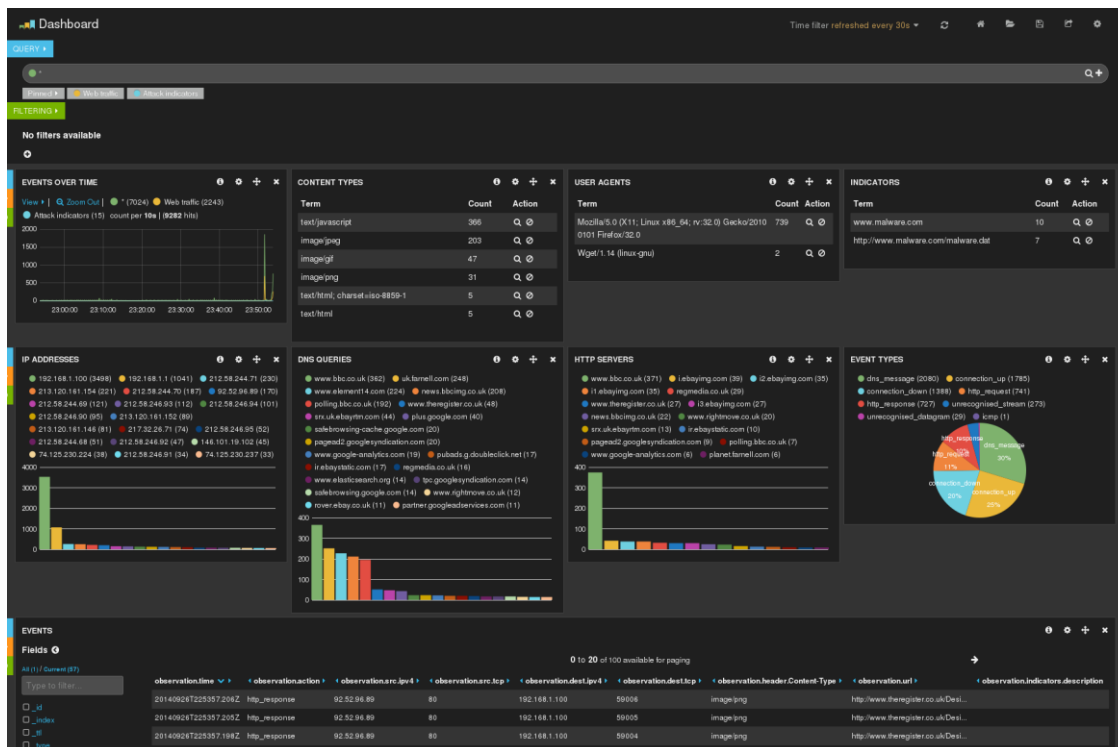 Dashboard
Time filter refreshed every 30s
QUERY
*
Pinned Web traffic Attack indicators
FILTERING
No filters available
EVENTS OVER TIME
View | Zoom Out | * (7024) Web traffic (2243)
Attack indicators (15) count per 10s | (9282 hits)
2000
1500
1000
500
0
23:00:00 23:10:00 23:20:00 23:30:00 23:40:00 23:50:00
CONTENT TYPES
Term Count Action
text/javascript 366
image/jpeg 203
image/gif 47
image/png 31
text/html; charset=iso-8859-1 5
text/html 5
USER AGENTS
Term Count Action
Mozilla/5.0 (X11; Linux x86_64; rv:32.0) Gecko/2010 739
0101 Firefox/32.0
Wget/1.14 (linux-gnu) 2
INDICATORS
Term Count Action
www.malware.com 10
http://www.malware.com/malware.dat 7
IP ADDRESSES
192.168.1.100 (3498) 192.168.1.1 (1041) 212.58.244.71 (230)
213.120.161.154 (221) 212.58.244.70 (187) 92.52.96.89 (170)
212.58.244.69 (121) 212.58.246.93 (112) 212.58.246.94 (101)
212.58.246.90 (95) 213.120.161.152 (89)
213.120.161.146 (81) 217.32.26.71 (74) 212.58.246.95 (52)
212.58.244.68 (51) 212.58.246.92 (47) 146.101.19.102 (45)
74.125.230.224 (38) 212.58.246.91 (34) 74.125.230.237 (33)
4000
3000
2000
1000
0
DNS QUERIES
www.bbc.co.uk (362) uk.farnell.com (248)
www.element14.com (224) news.bbcimg.co.uk (208)
polling.bbc.co.uk (192) www.theregister.co.uk (48)
srx.uk.ebayrtm.com (44) plus.google.com (40)
safebrowsing-cache.google.com (20)
pagead2.googlesyndication.com (20)
www.google-analytics.com (19) pubads.g.doubleclick.net (17)
ir.ebaystatic.com (17) regmedia.co.uk (16)
www.elasticsearch.org (14) tpc.googlesyndication.com (14)
safebrowsing.google.com (14) www.rightmove.co.uk (12)
rover.ebay.co.uk (11) partner.googleadservices.com (11)
400
300
200
100
0
HTTP SERVERS
www.bbc.co.uk (371) i.ebayimg.com (39) i2.ebayimg.com (35)
i1.ebayimg.com (35) regmedia.co.uk (29)
www.theregister.co.uk (27) i3.ebayimg.com (27)
news.bbcimg.co.uk (22) www.rightmove.co.uk (20)
srx.uk.ebayrtm.com (13) ir.ebaystatic.com (10)
pagead2.googlesyndication.com (9) polling.bbc.co.uk (7)
www.google-analytics.com (6) planet.farnell.com (6)
400
300
200
100
0
EVENT TYPES
dns_message (2080) connection_up (1785)
connection_down (1388) http_request (741)
http_response (727) unrecognised_stream (273)
unrecognised_datagram (29) icmp (1)
http_response
10%
dns_message
30%
http_request
11%
connection_down
20%
connection_up
25%
EVENTS
Fields
All (1) / Current (57)
Type to filter...
_id
_index
_ttl
_type
0 to 20 of 100 available for paging
observation.time observation.action observation.src.ipv4 observation.src.tcp observation.dest.ipv4 observation.dest.tcp observation.header.Content-Type observation.url observation.indicators.description
20140926T225357.206Z http_response 92.52.96.89 80 192.168.1.100 59006 image/png http://www.theregister.co.uk/Desi...
20140926T225357.205Z http_response 92.52.96.89 80 192.168.1.100 59005 image/png http://www.theregister.co.uk/Desi...
20140926T225357.198Z http_response 92.52.96.89 80 192.168.1.100 59004 image/png http://www.theregister.co.uk/Desi...